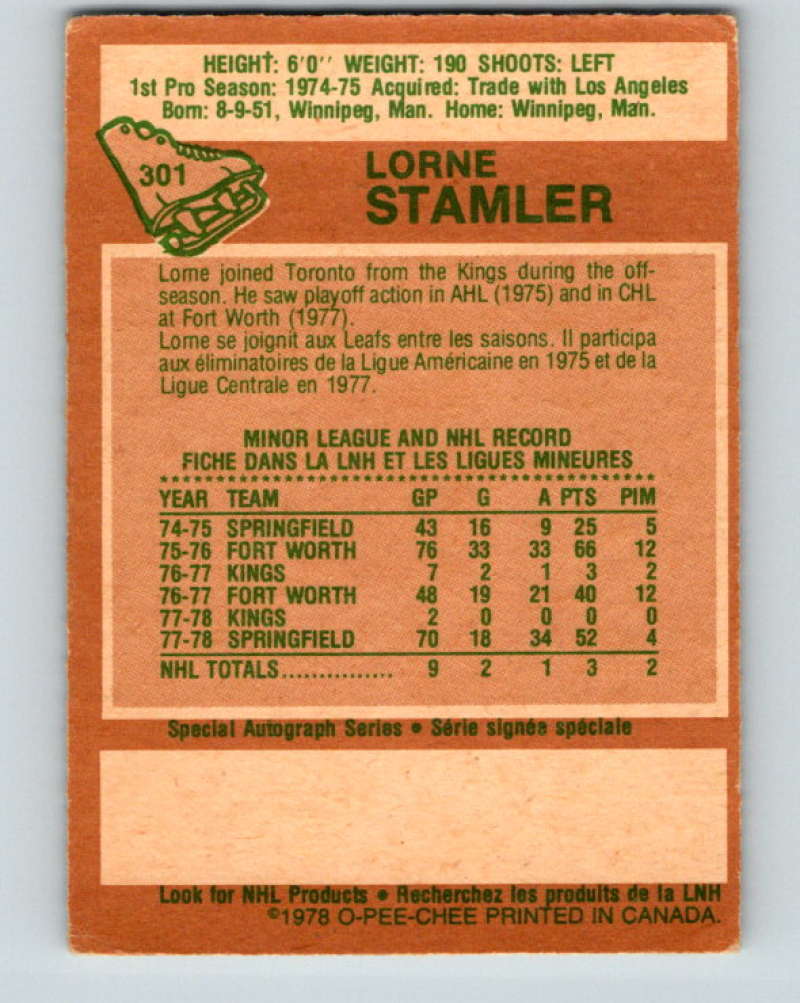 HEIGHT: 6'0'' WEIGHT: 190 SHOOTS: LEFT
1st Pro Season: 1974-75 Acquired: Trade with Los Angeles
Born: 8-9-51, Winnipeg, Man. Home: Winnipeg, Man.
301
LORNE
STAMLER
Lorne joined Toronto from the Kings during the off-
season. He saw playoff action in AHL (1975) and in CHL
at Fort Worth (1977).
Lorne se joignit aux Leafs entre les saisons. Il participa
aux éliminatoires de la Ligue Américaine en 1975 et de la
Ligue Centrale en 1977.
MINOR LEAGUE AND NHL RECORD
FICHE DANS LA LNH ET LES LIGUES MINEURES
YEAR TEAM GP G A PTS PIM
74-75 SPRINGFIELD 43 16 9 25 5
75-76 FORT WORTH 76 33 33 66 12
76-77 KINGS 7 2 1 3 2
76-77 FORT WORTH 48 19 21 40 12
77-78 KINGS 2 0 0 0 0
77-78 SPRINGFIELD 70 18 34 52 4
NHL TOTALS................ 9 2 1 3 2
Special Autograph Series • Série signée spéciale
Look for NHL Products • Recherchez les produits de la LNH
©1978 O-PEE-CHEE PRINTED IN CANADA.